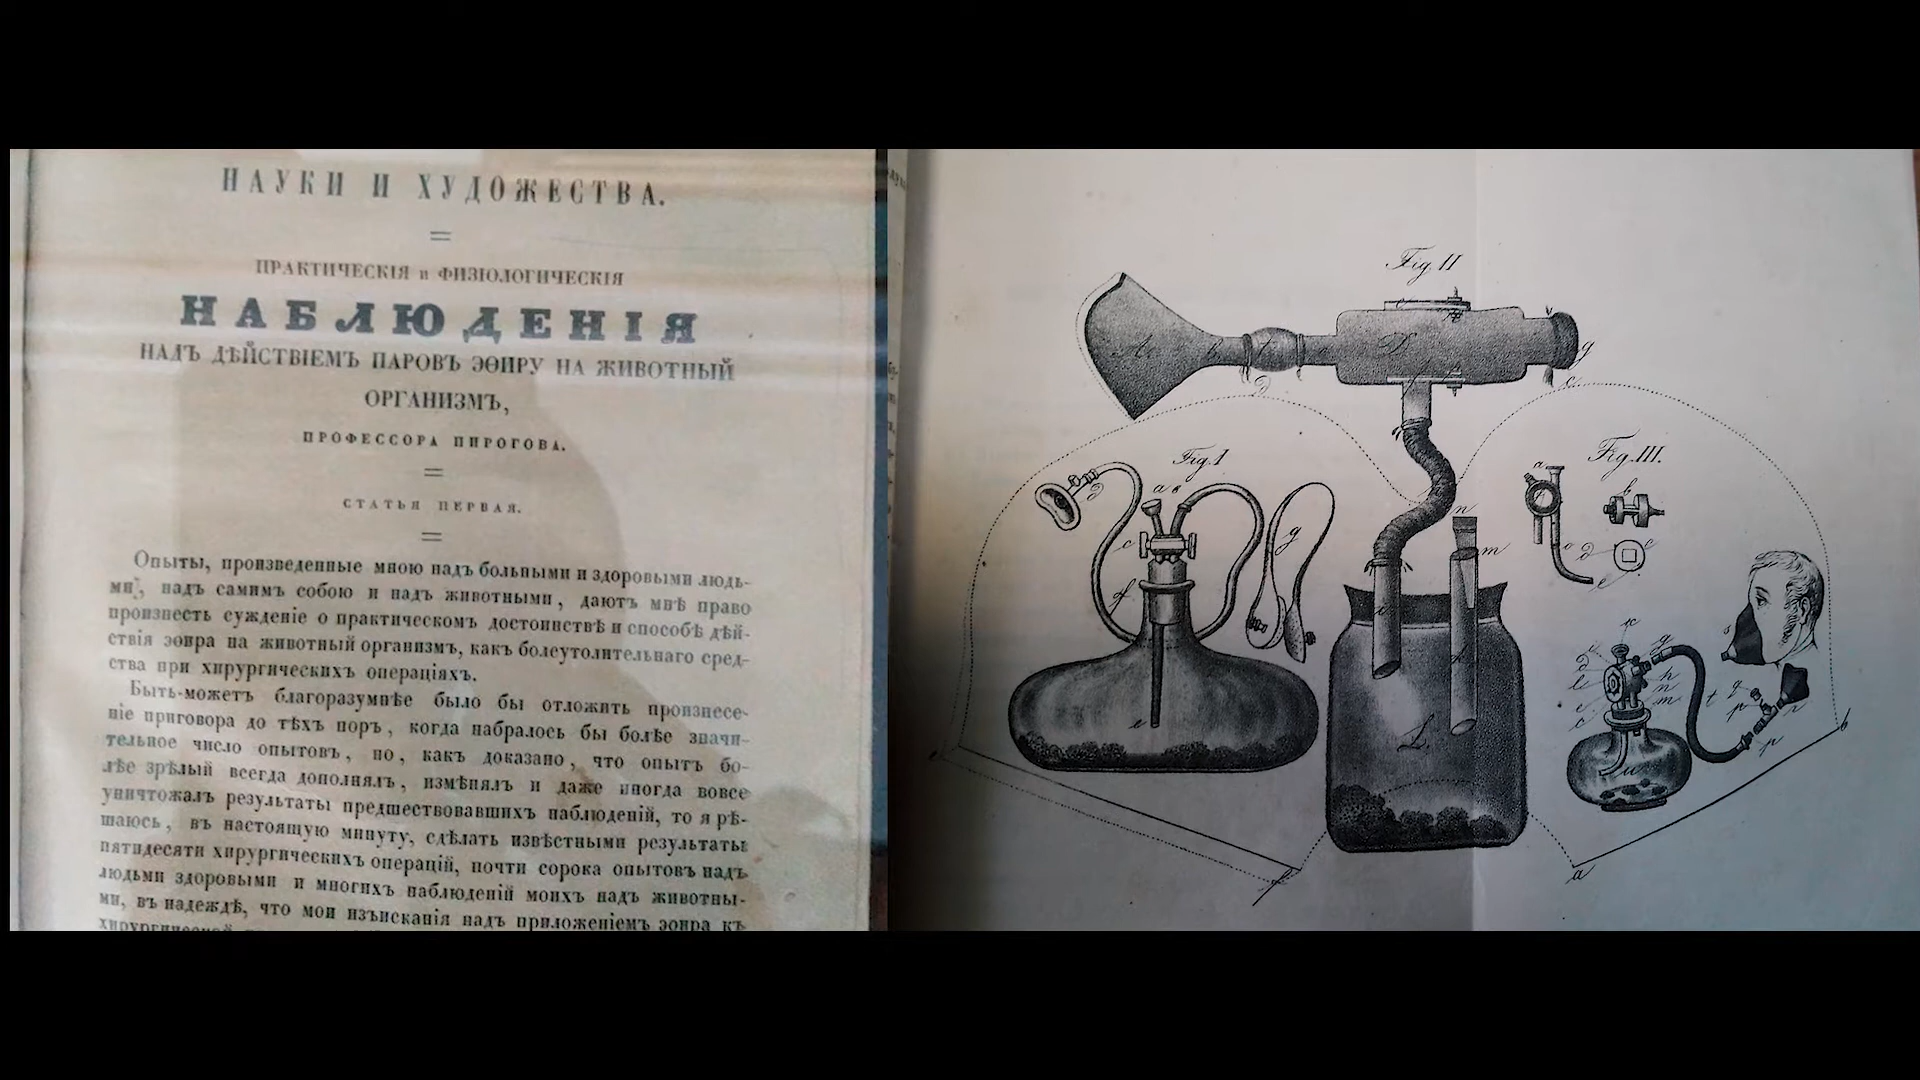 НАУКИ И ХУДОЖЕСТВА.
ПРАКТИЧЕСКІЯ и ФИЗІОЛОГИЧЕСКІЯ
НАБЛЮДЕНІЯ
НАДЪ ДѢЙСТВІЕМЪ ПАРОВЪ ЭѲИРУ НА ЖИВОТНЫЙ
ОРГАНИЗМЪ,
ПРОФЕССОРА ПИРОГОВА.
СТАТЬЯ ПЕРВАЯ.
Опыты, произведенные мною надъ больными и здоровыми людь-
ми, надъ самимъ собою и надъ животными, даютъ мнѣ право
произнесть сужденіе о практическомъ достоинствѣ и способѣ дѣй-
ствія эѳира на животный организмъ, какъ болеутолительнаго сред-
ства при хирургическихъ операціяхъ.
Быть-можетъ благоразумнѣе было бы отложить произнесе-
ніе приговора до тѣхъ поръ, когда набралось бы болѣе значи-
тельное число опытовъ, но, какъ доказано, что опытъ бо-
лѣе зрѣлый всегда дополнялъ, измѣнялъ и даже иногда вовсе
уничтожалъ результаты предшествовавшихъ наблюденій, то я рѣ-
шаюсь, въ настоящую минуту, сдѣлать извѣстными результаты
пятидесяти хирургическихъ операцій, почти сорока опытовъ надъ
людьми здоровыми и многихъ наблюденій моихъ надъ животны-
ми, въ надеждѣ, что мои изъисканія надъ приложеніемъ эѳира къ
Fig. II
Fig. I
Fig. III.